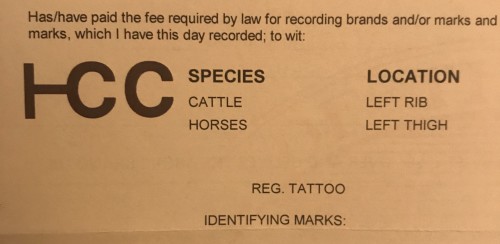 Has/have paid the fee required by law for recording brands and/or marks and
marks, which I have this day recorded; to wit:
SPECIES LOCATION
CATTLE LEFT RIB
HORSES LEFT THIGH
REG. TATTOO
IDENTIFYING MARKS: